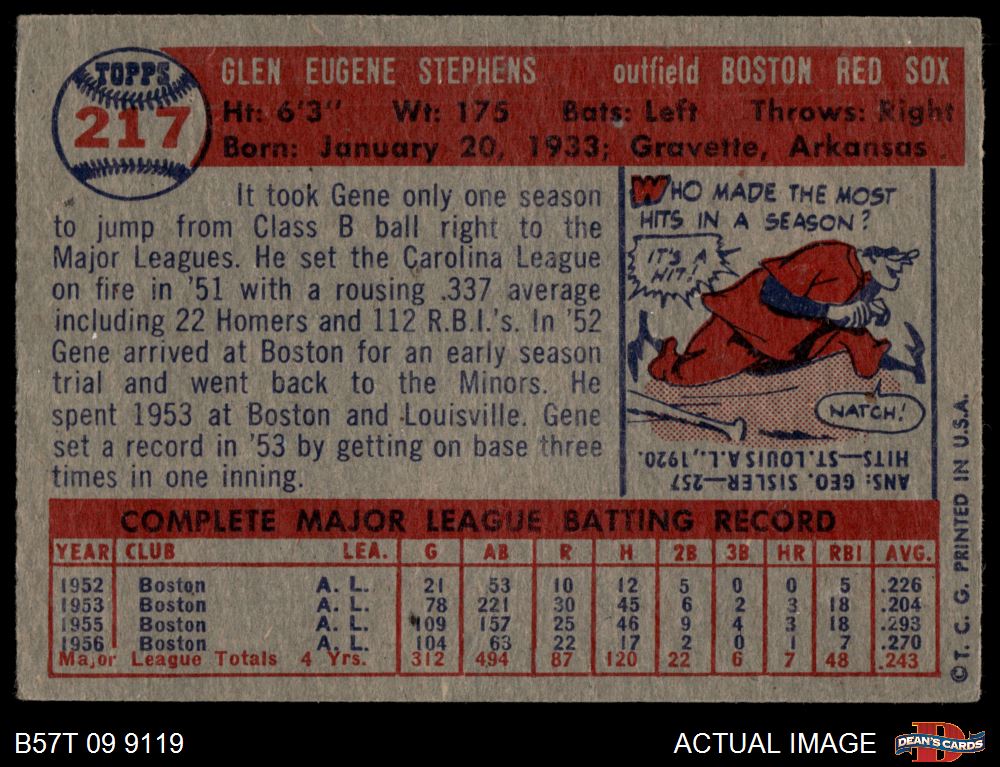 TOPPS
217
GLEN EUGENE STEPHENS outfield BOSTON RED SOX
Ht: 6'3" Wt: 175 Bats: Left Throws: Right
Born: January 20, 1933; Gravette, Arkansas
It took Gene only one season
to jump from Class B ball right to the
Major Leagues. He set the Carolina League
on fire in '51 with a rousing .337 average
including 22 Homers and 112 R.B.I.'s. In '52
Gene arrived at Boston for an early season
trial and went back to the Minors. He
spent 1953 at Boston and Louisville. Gene
set a record in '53 by getting on base three
times in one inning.
WHO MADE THE MOST
HITS IN A SEASON?
IT'S A
HIT!
NATCH!
ANS: GEO. SISLER—257
HITS—ST. LOUIS A.L., 1920.
COMPLETE MAJOR LEAGUE BATTING RECORD
YEAR CLUB LEA. G AB R H 2B 3B HR RBI AVG.
1952 Boston A. L. 21 53 10 12 5 0 0 5 .226
1953 Boston A. L. 78 221 30 45 6 2 3 18 .204
1955 Boston A. L. 109 157 25 46 9 4 3 18 .293
1956 Boston A. L. 104 63 22 17 2 0 1 7 .270
Major League Totals 4 Yrs. 312 494 87 120 22 6 7 48 .243
© T. C. G. PRINTED IN U.S.A.
B57T 09 9119
ACTUAL IMAGE
D
DEAN'S CARDS